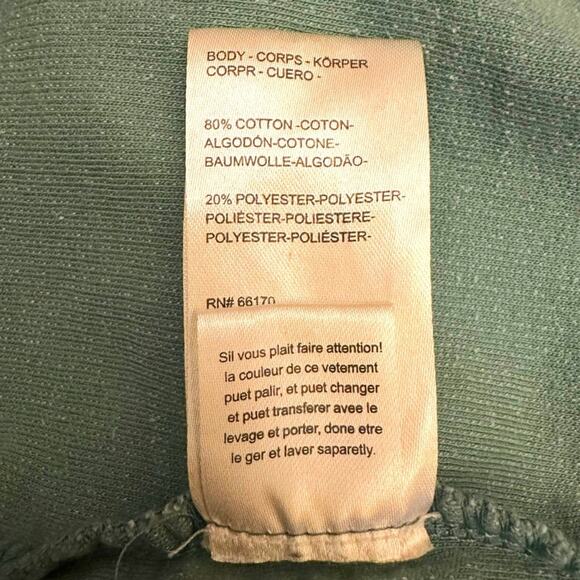 BODY - CORPS - KÖRPER
CORPR - CUERO -
80% COTTON -COTON-
ALGODÓN-COTONE-
BAUMWOLLE-ALGODÃO-
20% POLYESTER-POLYESTER-
POLIÉSTER-POLIESTERE-
POLYESTER-POLIÉSTER-
RN# 66170
Sil vous plait faire attention!
la couleur de ce vetement
puet palir, et puet changer
et puet transferer avec le
levage et porter, done etre
le ger et laver saparetly.